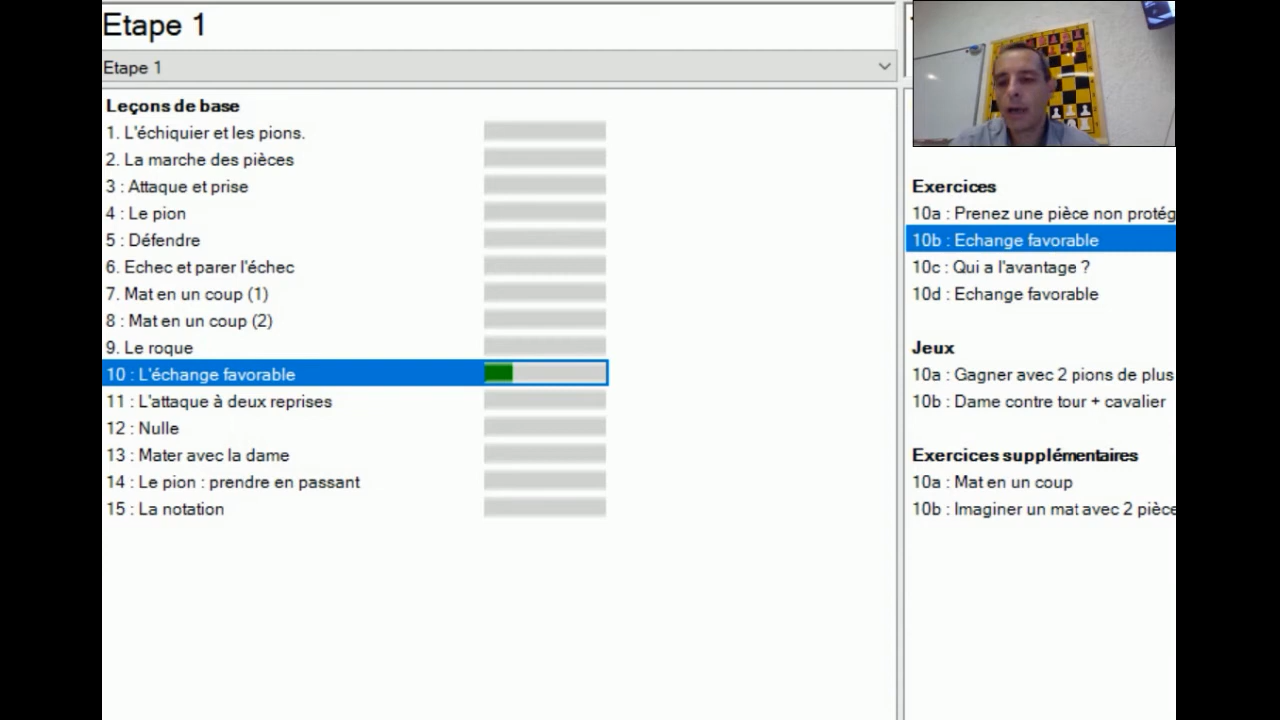 Etape 1
Etape 1
Leçons de base
1. L'échiquier et les pions.
2. La marche des pièces
3 : Attaque et prise
4 : Le pion
5 : Défendre
6. Echec et parer l'échec
7. Mat en un coup (1)
8 : Mat en un coup (2)
9. Le roque
10 : L'échange favorable
11 : L'attaque à deux reprises
12 : Nulle
13 : Mater avec la dame
14 : Le pion : prendre en passant
15 : La notation
Exercices
10a : Prenez une pièce non protég
10b : Echange favorable
10c : Qui a l'avantage ?
10d : Echange favorable
Jeux
10a : Gagner avec 2 pions de plus
10b : Dame contre tour + cavalier
Exercices supplémentaires
10a : Mat en un coup
10b : Imaginer un mat avec 2 pièce